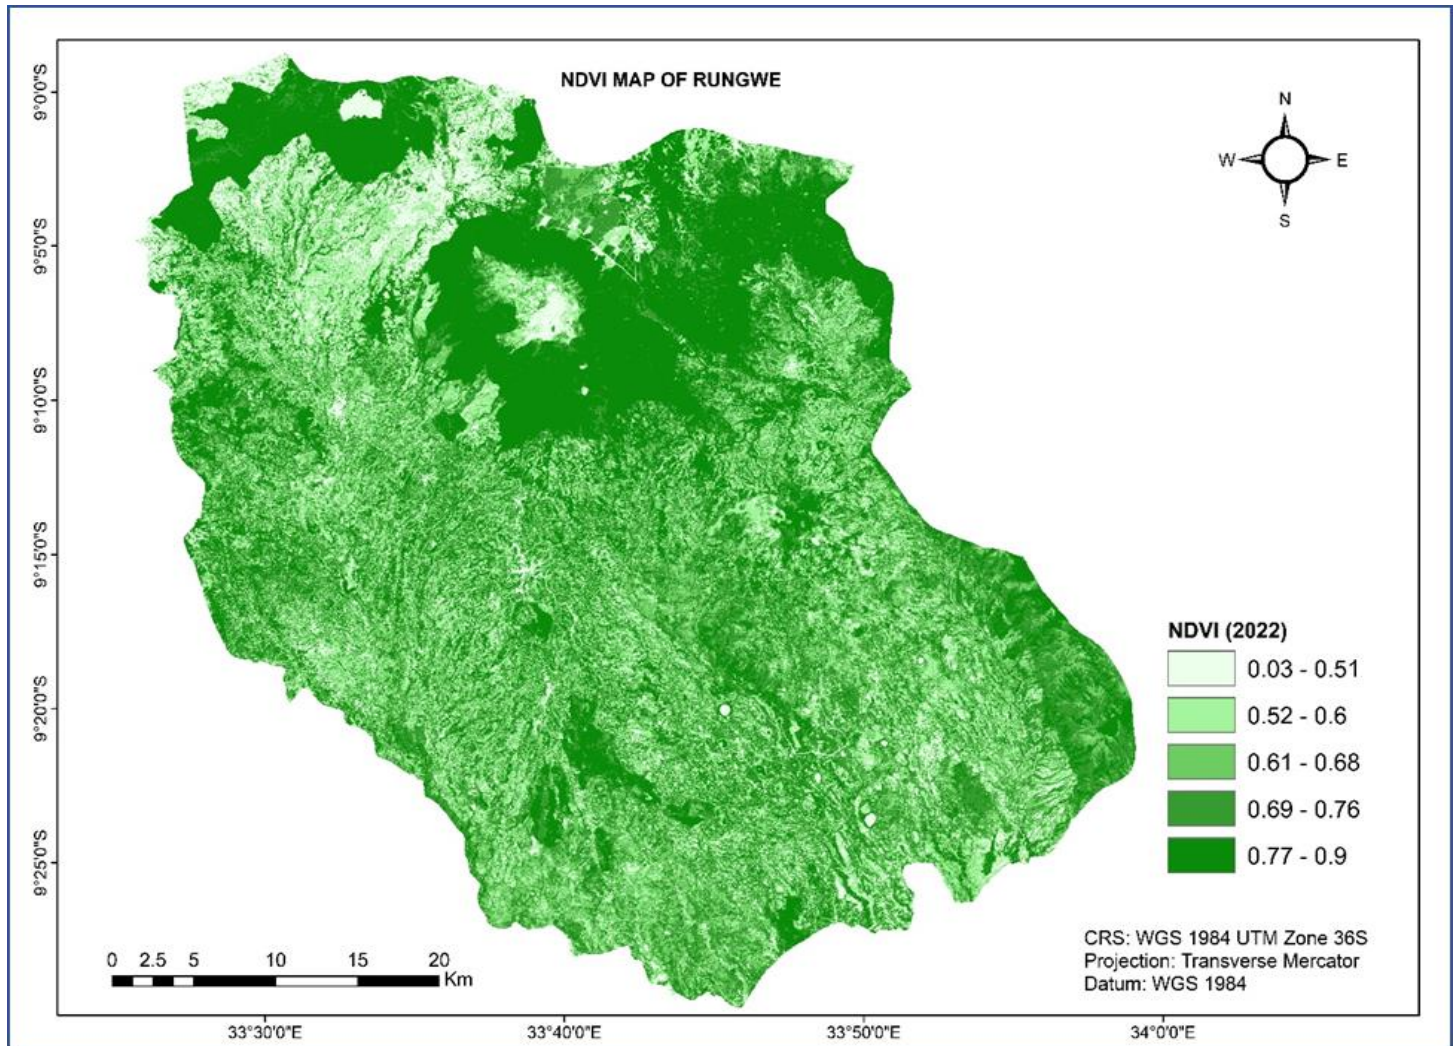 NDVI MAP OF RUNGWE
N
W E
S
9°0'0"S
9°5'0"S
9°10'0"S
9°15'0"S
9°20'0"S
9°25'0"S
NDVI (2022)
0.03 - 0.51
0.52 - 0.6
0.61 - 0.68
0.69 - 0.76
0.77 - 0.9
CRS: WGS 1984 UTM Zone 36S
Projection: Transverse Mercator
Datum: WGS 1984
0 2.5 5 10 15 20
Km
33°30'0"E 33°40'0"E 33°50'0"E 34°0'0"E